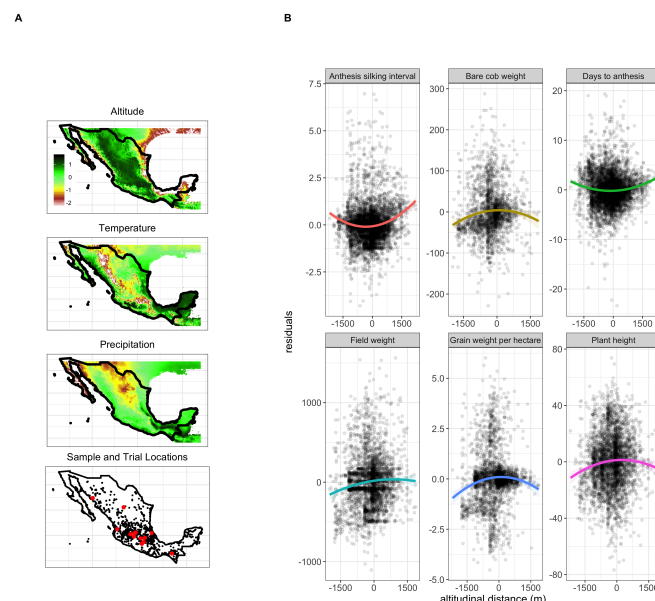 A
B
Altitude
1
0
-1
-2
Temperature
Precipitation
Sample and Trial Locations
residuals
Anthesis silking interval
Bare cob weight
Days to anthesis
7.5
5.0
2.5
0.0
-2.5
300
200
100
0
-100
-200
20
10
0
-10
-20
-1500 0 1500
-1500 0 1500
-1500 0 1500
Field weight
Grain weight per hectare
Plant height
1000
0
-1000
5.0
2.5
0.0
-2.5
-5.0
80
40
0
-40
-80
-1500 0 1500
-1500 0 1500
-1500 0 1500
altitudinal distance (m)